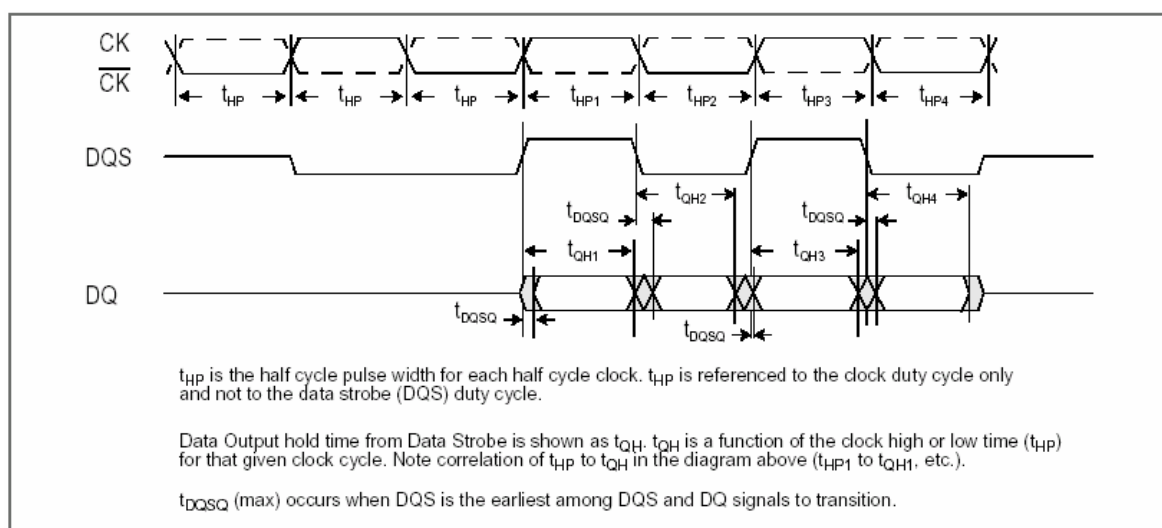 CK
CK
tHP tHP tHP tHP1 tHP2 tHP3 tHP4
DQS
tQH2 tQH4
tDQSQ tDQSQ
tQH1 tQH3
DQ
tDQSQ tDQSQ
tHP is the half cycle pulse width for each half cycle clock. tHP is referenced to the clock duty cycle only
and not to the data strobe (DQS) duty cycle.
Data Output hold time from Data Strobe is shown as tQH. tQH is a function of the clock high or low time (tHP)
for that given clock cycle. Note correlation of tHP to tQH in the diagram above (tHP1 to tQH1, etc.).
tDQSQ (max) occurs when DQS is the earliest among DQS and DQ signals to transition.